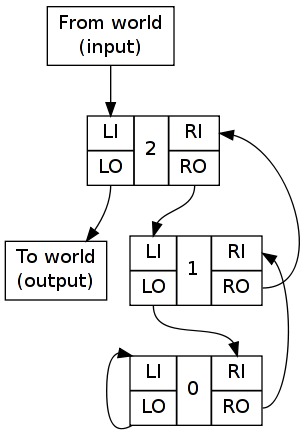 From world
(input)
LI 2 RI
LO RO
To world
(output)
LI 1 RI
LO RO
LI 0 RI
LO RO